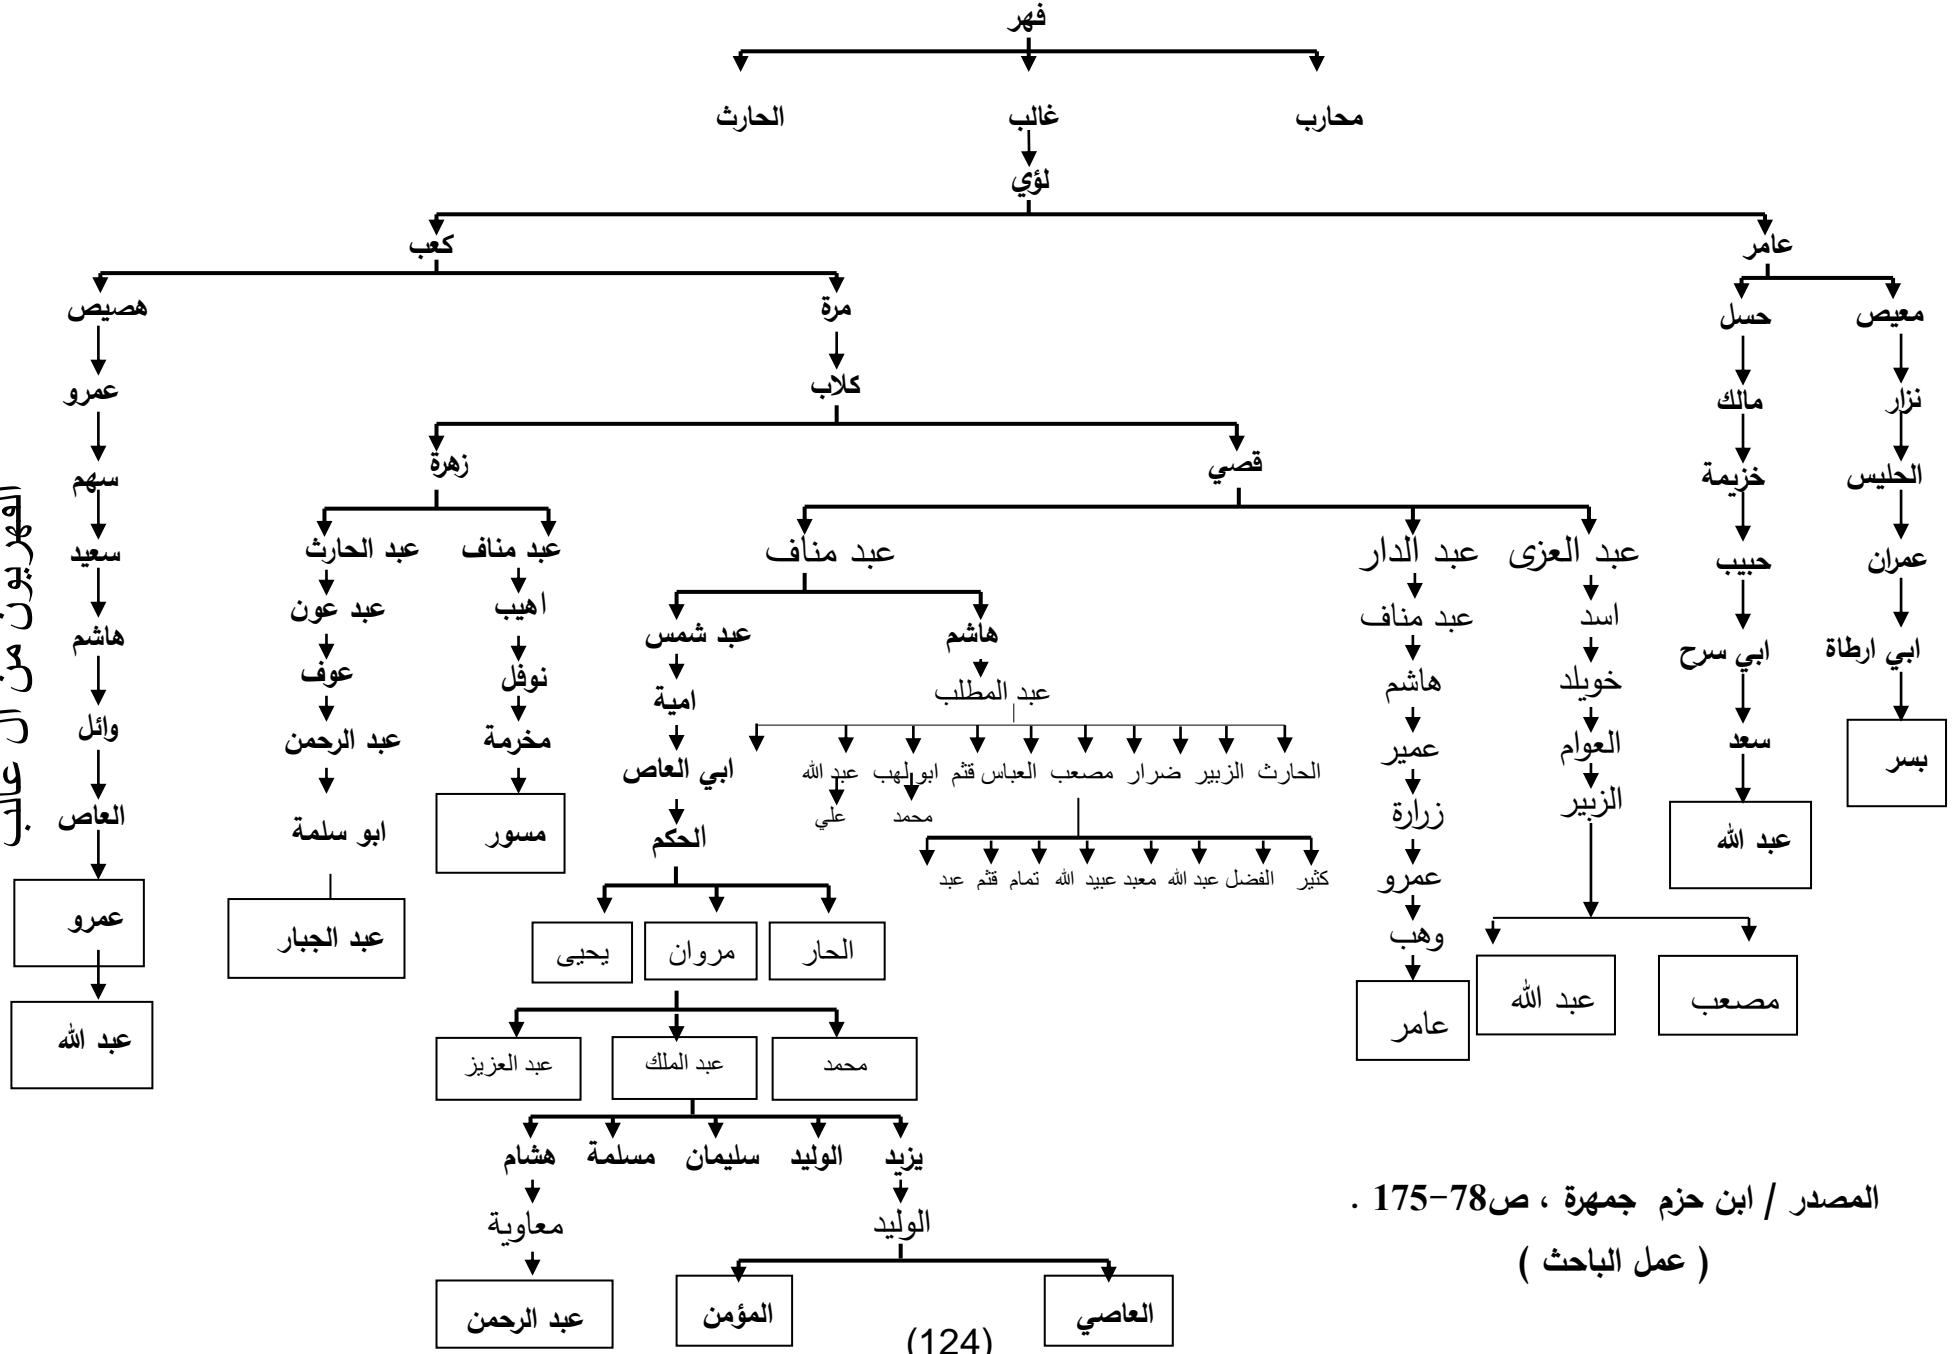 فهر
محارب غالب الحارث
لؤي
عامر كعب
معيص حسل مرة هصيص
نزار مالك كلاب عمرو
الحليس خزيمة قصي زهرة سهم
عمران حبيب عبد العزى عبد الدار عبد مناف عبد مناف عبد الحارث سعيد
ابي ارطاة ابي سرح اسد عبد مناف هاشم عبد شمس اهيب عبد عون هاشم
بسر سعد خويلد هاشم عبد المطلب امية نوفل عوف وائل
عبد الله العوام عمير ابي العاص مخرمة عبد الرحمن العاص
الحارث الزبير ضرار مصعب العباس قثم ابو لهب عبد الله
الزبير زرارة محمد علي الحكم مسور ابو سلمة
كثير الفضل عبد الله معبد عبيد الله تمام قثم عبد
عمرو عمرو
وهب الحار مروان يحيى عبد الجبار
مصعب عبد الله عامر عبد الله
محمد عبد الملك عبد العزيز
يزيد الوليد سليمان مسلمة هشام
الوليد معاوية
العاصي المؤمن عبد الرحمن
المصدر / ابن حزم جمهرة ، ص78-175 .
( عمل الباحث )
(124)
الفهريون من ال غالب